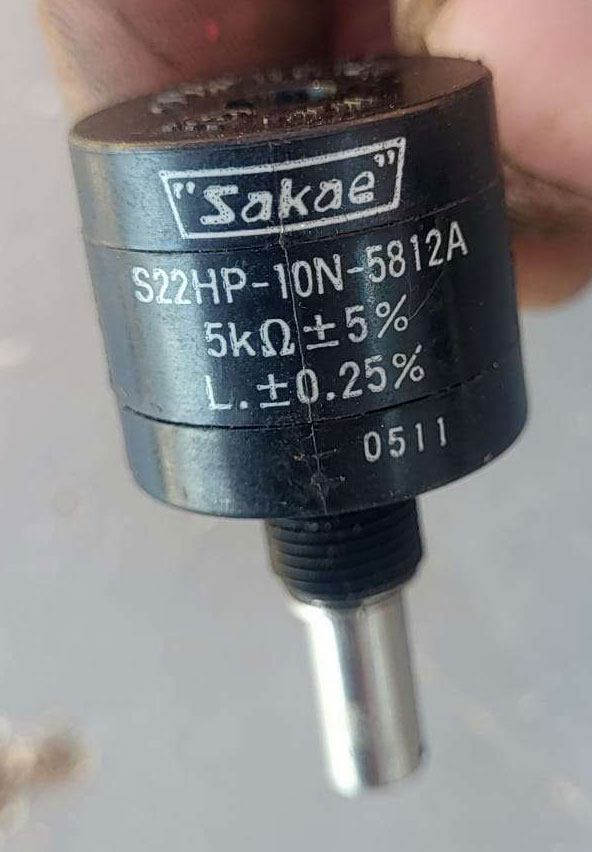 "Sakae"
S22HP-10N-5812A
5kΩ±5%
L.±0.25%
0511